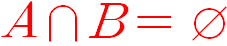 A ∩ B = ∅